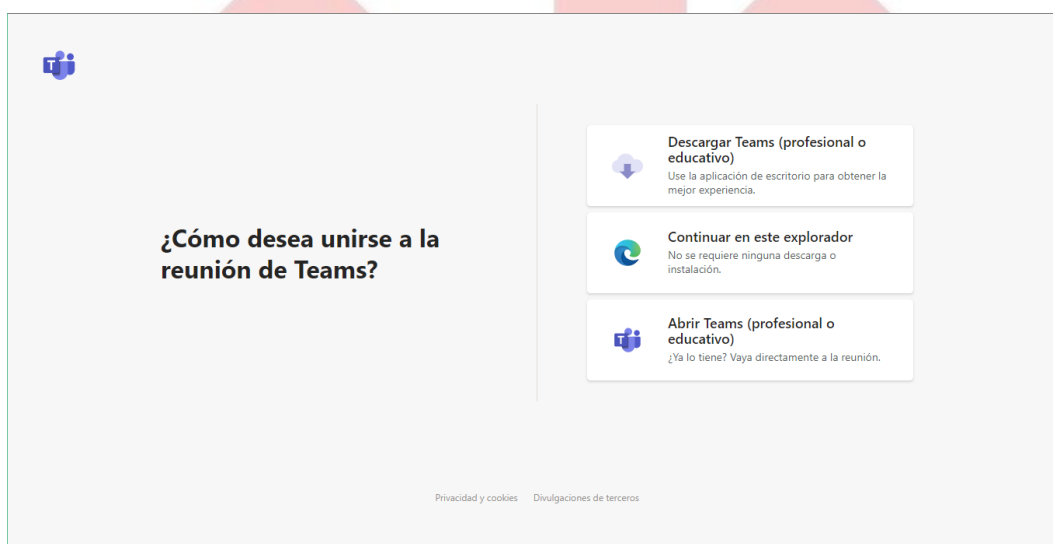 ¿Cómo desea unirse a la
reunión de Teams?
Descargar Teams (profesional o
educativo)
Use la aplicación de escritorio para obtener la
mejor experiencia.
Continuar en este explorador
No se requiere ninguna descarga o
instalación.
Abrir Teams (profesional o
educativo)
¿Ya lo tiene? Vaya directamente a la reunión.
Privacidad y cookies Divulgaciones de terceros